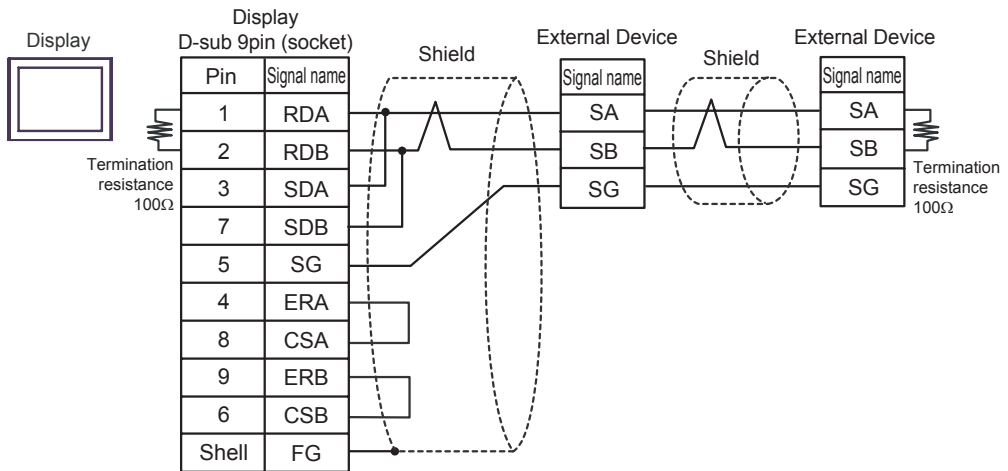 Display
Display
D-sub 9pin (socket)
Pin Signal name
1 RDA
2 RDB
3 SDA
7 SDB
5 SG
4 ERA
8 CSA
9 ERB
6 CSB
Shell FG
Termination
resistance
100Ω
Shield
External Device
Signal name
SA
SB
SG
Shield
External Device
Signal name
SA
SB
SG
Termination
resistance
100Ω